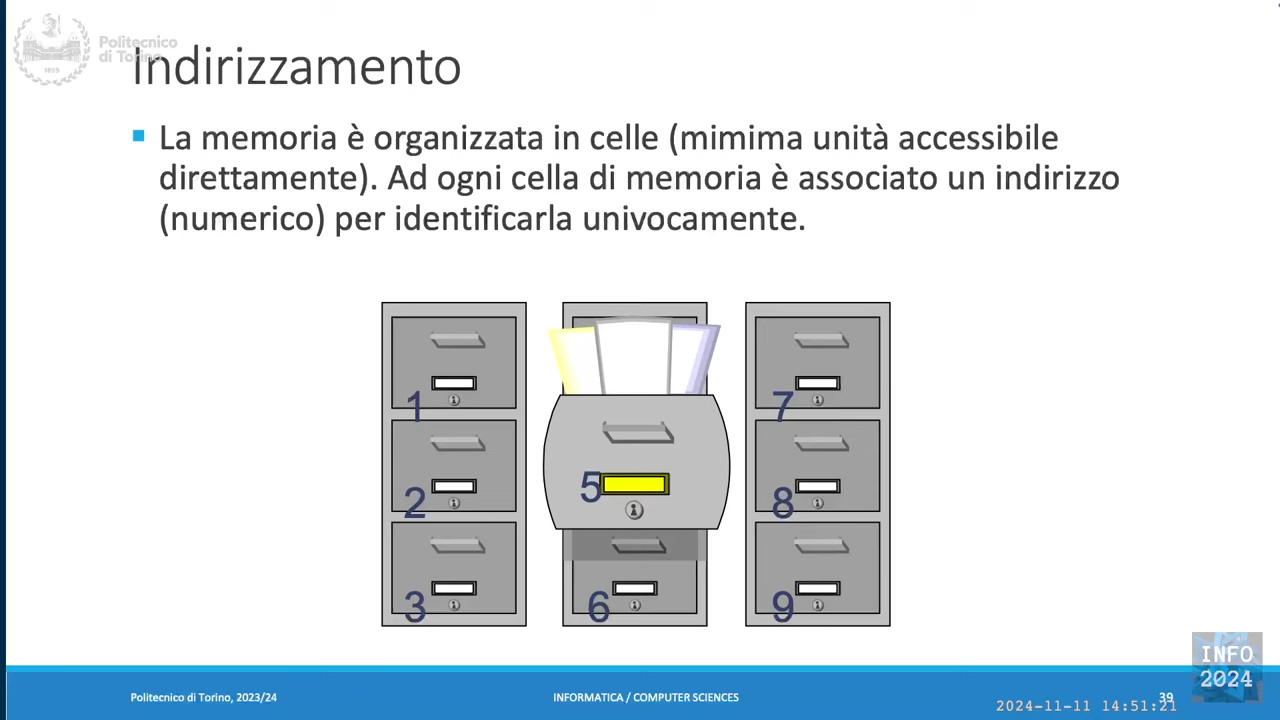 Politecnico
di Torino
Indirizzamento
La memoria è organizzata in celle (mimima unità accessibile
direttamente). Ad ogni cella di memoria è associato un indirizzo
(numerico) per identificarla univocamente.
1
2
3
5
6
7
8
9
Politecnico di Torino, 2023/24
INFORMATICA / COMPUTER SCIENCES
39
INFO
2024
2024-11-11 14:51:21